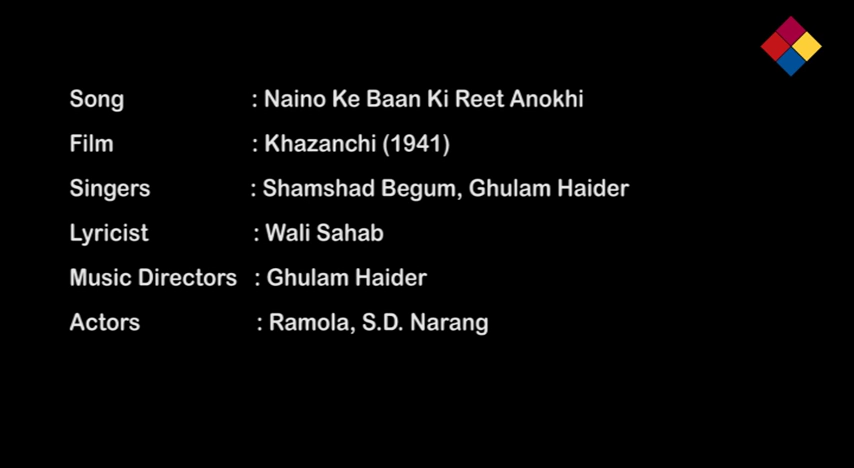 Song : Naino Ke Baan Ki Reet Anokhi
Film : Khazanchi (1941)
Singers : Shamshad Begum, Ghulam Haider
Lyricist : Wali Sahab
Music Directors : Ghulam Haider
Actors : Ramola, S.D. Narang